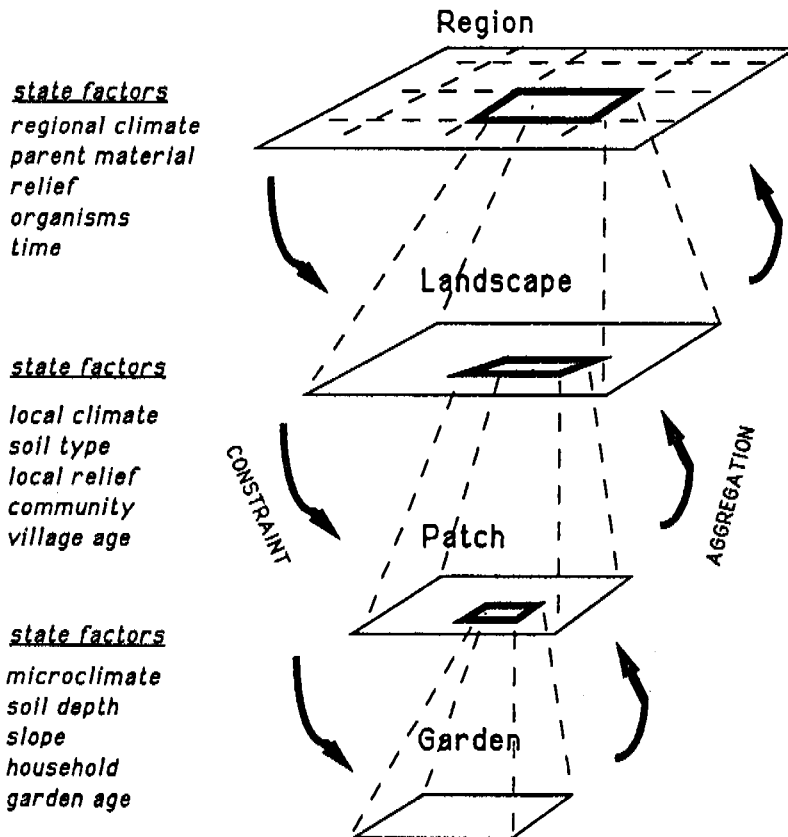 Region
state factors
regional climate
parent material
relief
organisms
time
Landscape
state factors
local climate
soil type
local relief
community
village age
CONSTRAINT
AGGREGATION
Patch
state factors
microclimate
soil depth
slope
household
garden age
Garden